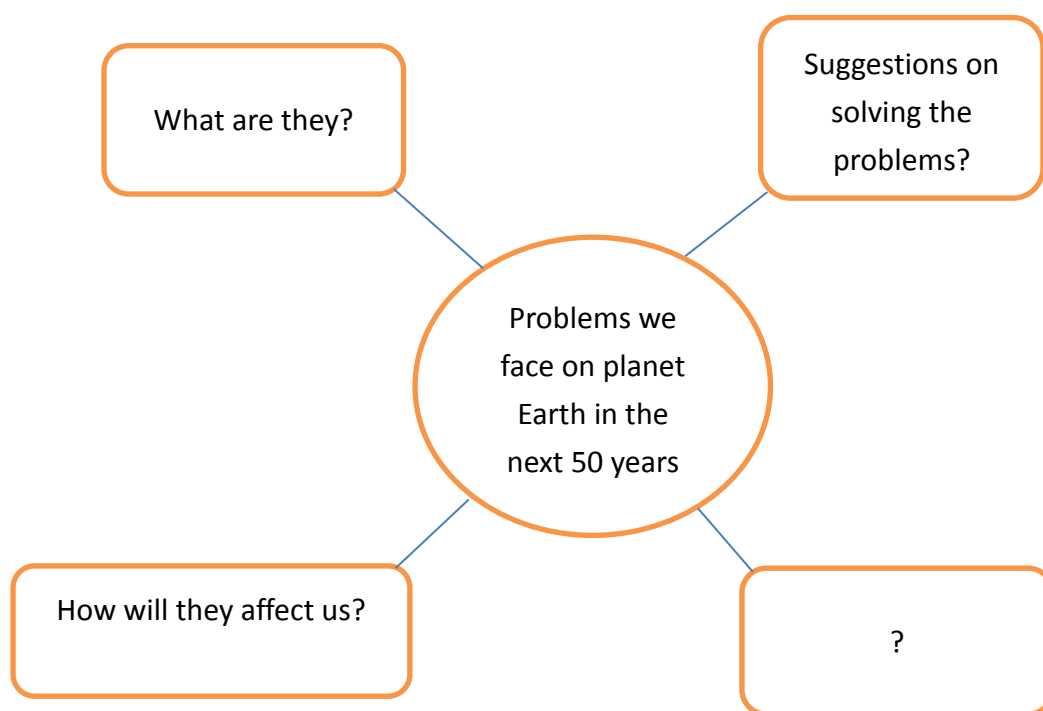 What are they?
Suggestions on
solving the
problems?
Problems we
face on planet
Earth in the
next 50 years
How will they affect us?
?